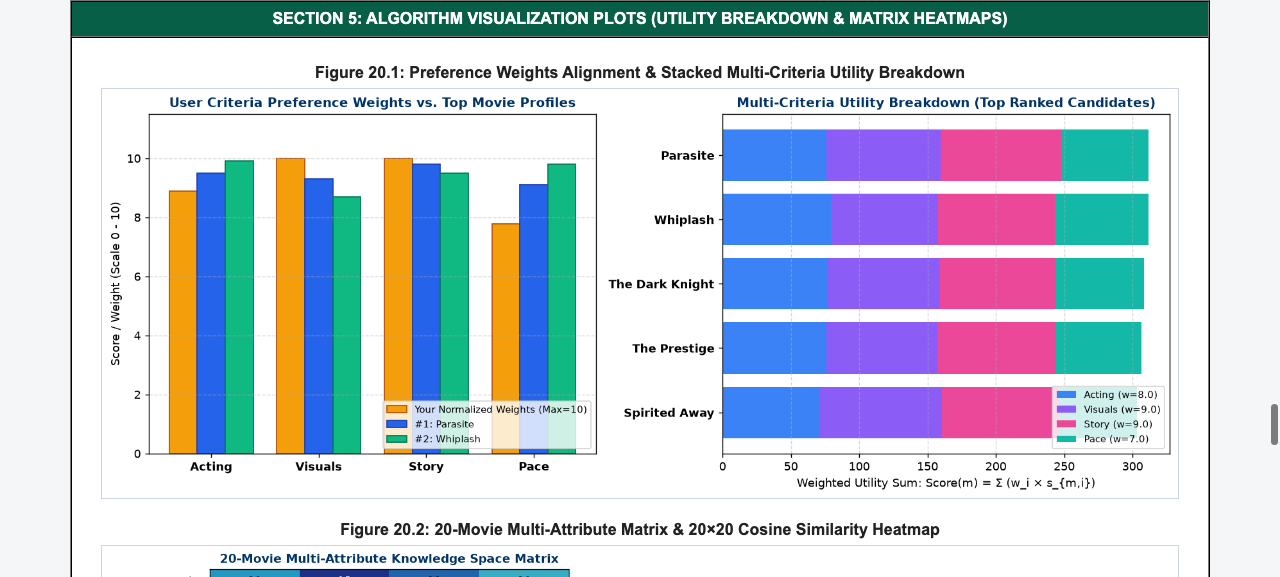 SECTION 5: ALGORITHM VISUALIZATION PLOTS (UTILITY BREAKDOWN & MATRIX HEATMAPS)
Figure 20.1: Preference Weights Alignment & Stacked Multi-Criteria Utility Breakdown
User Criteria Preference Weights vs. Top Movie Profiles
Score / Weight (Scale 0 - 10)
10
8
6
4
2
0
Your Normalized Weights (Max=10)
#1: Parasite
#2: Whiplash
Acting
Visuals
Story
Pace
Multi-Criteria Utility Breakdown (Top Ranked Candidates)
Parasite
Whiplash
The Dark Knight
The Prestige
Spirited Away
Acting (w=8.0)
Visuals (w=9.0)
Story (w=9.0)
Pace (w=7.0)
0
50
100
150
200
250
300
Weighted Utility Sum: Score(m) = Σ (w_i × s_{m,i})
Figure 20.2: 20-Movie Multi-Attribute Matrix & 20×20 Cosine Similarity Heatmap
20-Movie Multi-Attribute Knowledge Space Matrix